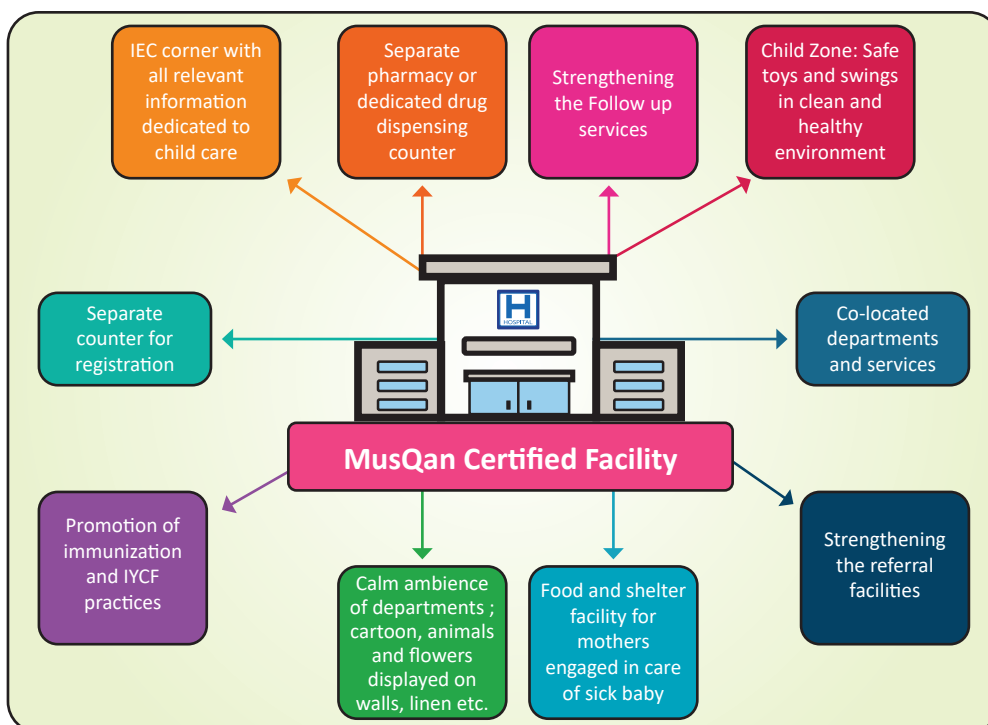 IEC corner with
all relevant
information
dedicated to
child care
Separate
pharmacy or
dedicated drug
dispensing
counter
Strengthening
the Follow up
services
Child Zone: Safe
toys and swings
in clean and
healthy
environment
H
HOSPITAL
Separate
counter for
registration
Co-located
departments
and services
MusQan Certified Facility
Promotion of
immunization
and IYCF
practices
Calm ambience
of departments ;
cartoon, animals
and flowers
displayed on
walls, linen etc.
Food and shelter
facility for
mothers
engaged in care
of sick baby
Strengthening
the referral
facilities